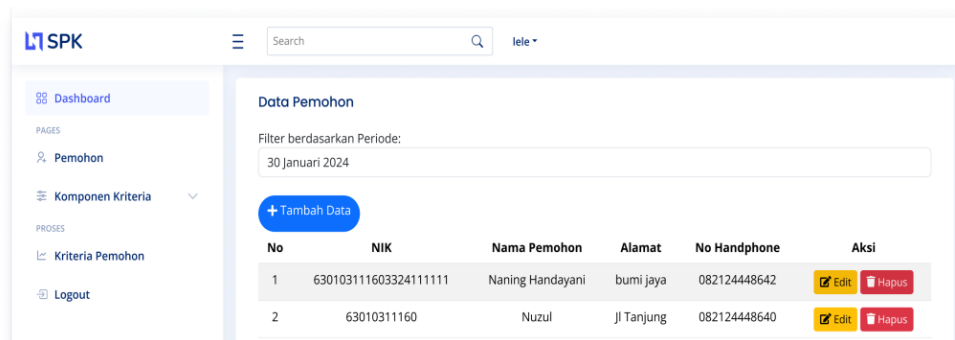 SPK
Search
lele
Dashboard
PAGES
Pemohon
Komponen Kriteria
PROSES
Kriteria Pemohon
Logout
Data Pemohon
Filter berdasarkan Periode:
30 Januari 2024
+ Tambah Data
No NIK Nama Pemohon Alamat No Handphone Aksi
1 630103111603324111111 Naning Handayani bumi jaya 082124448642 Edit Hapus
2 63010311160 Nuzul Jl Tanjung 082124448640 Edit Hapus